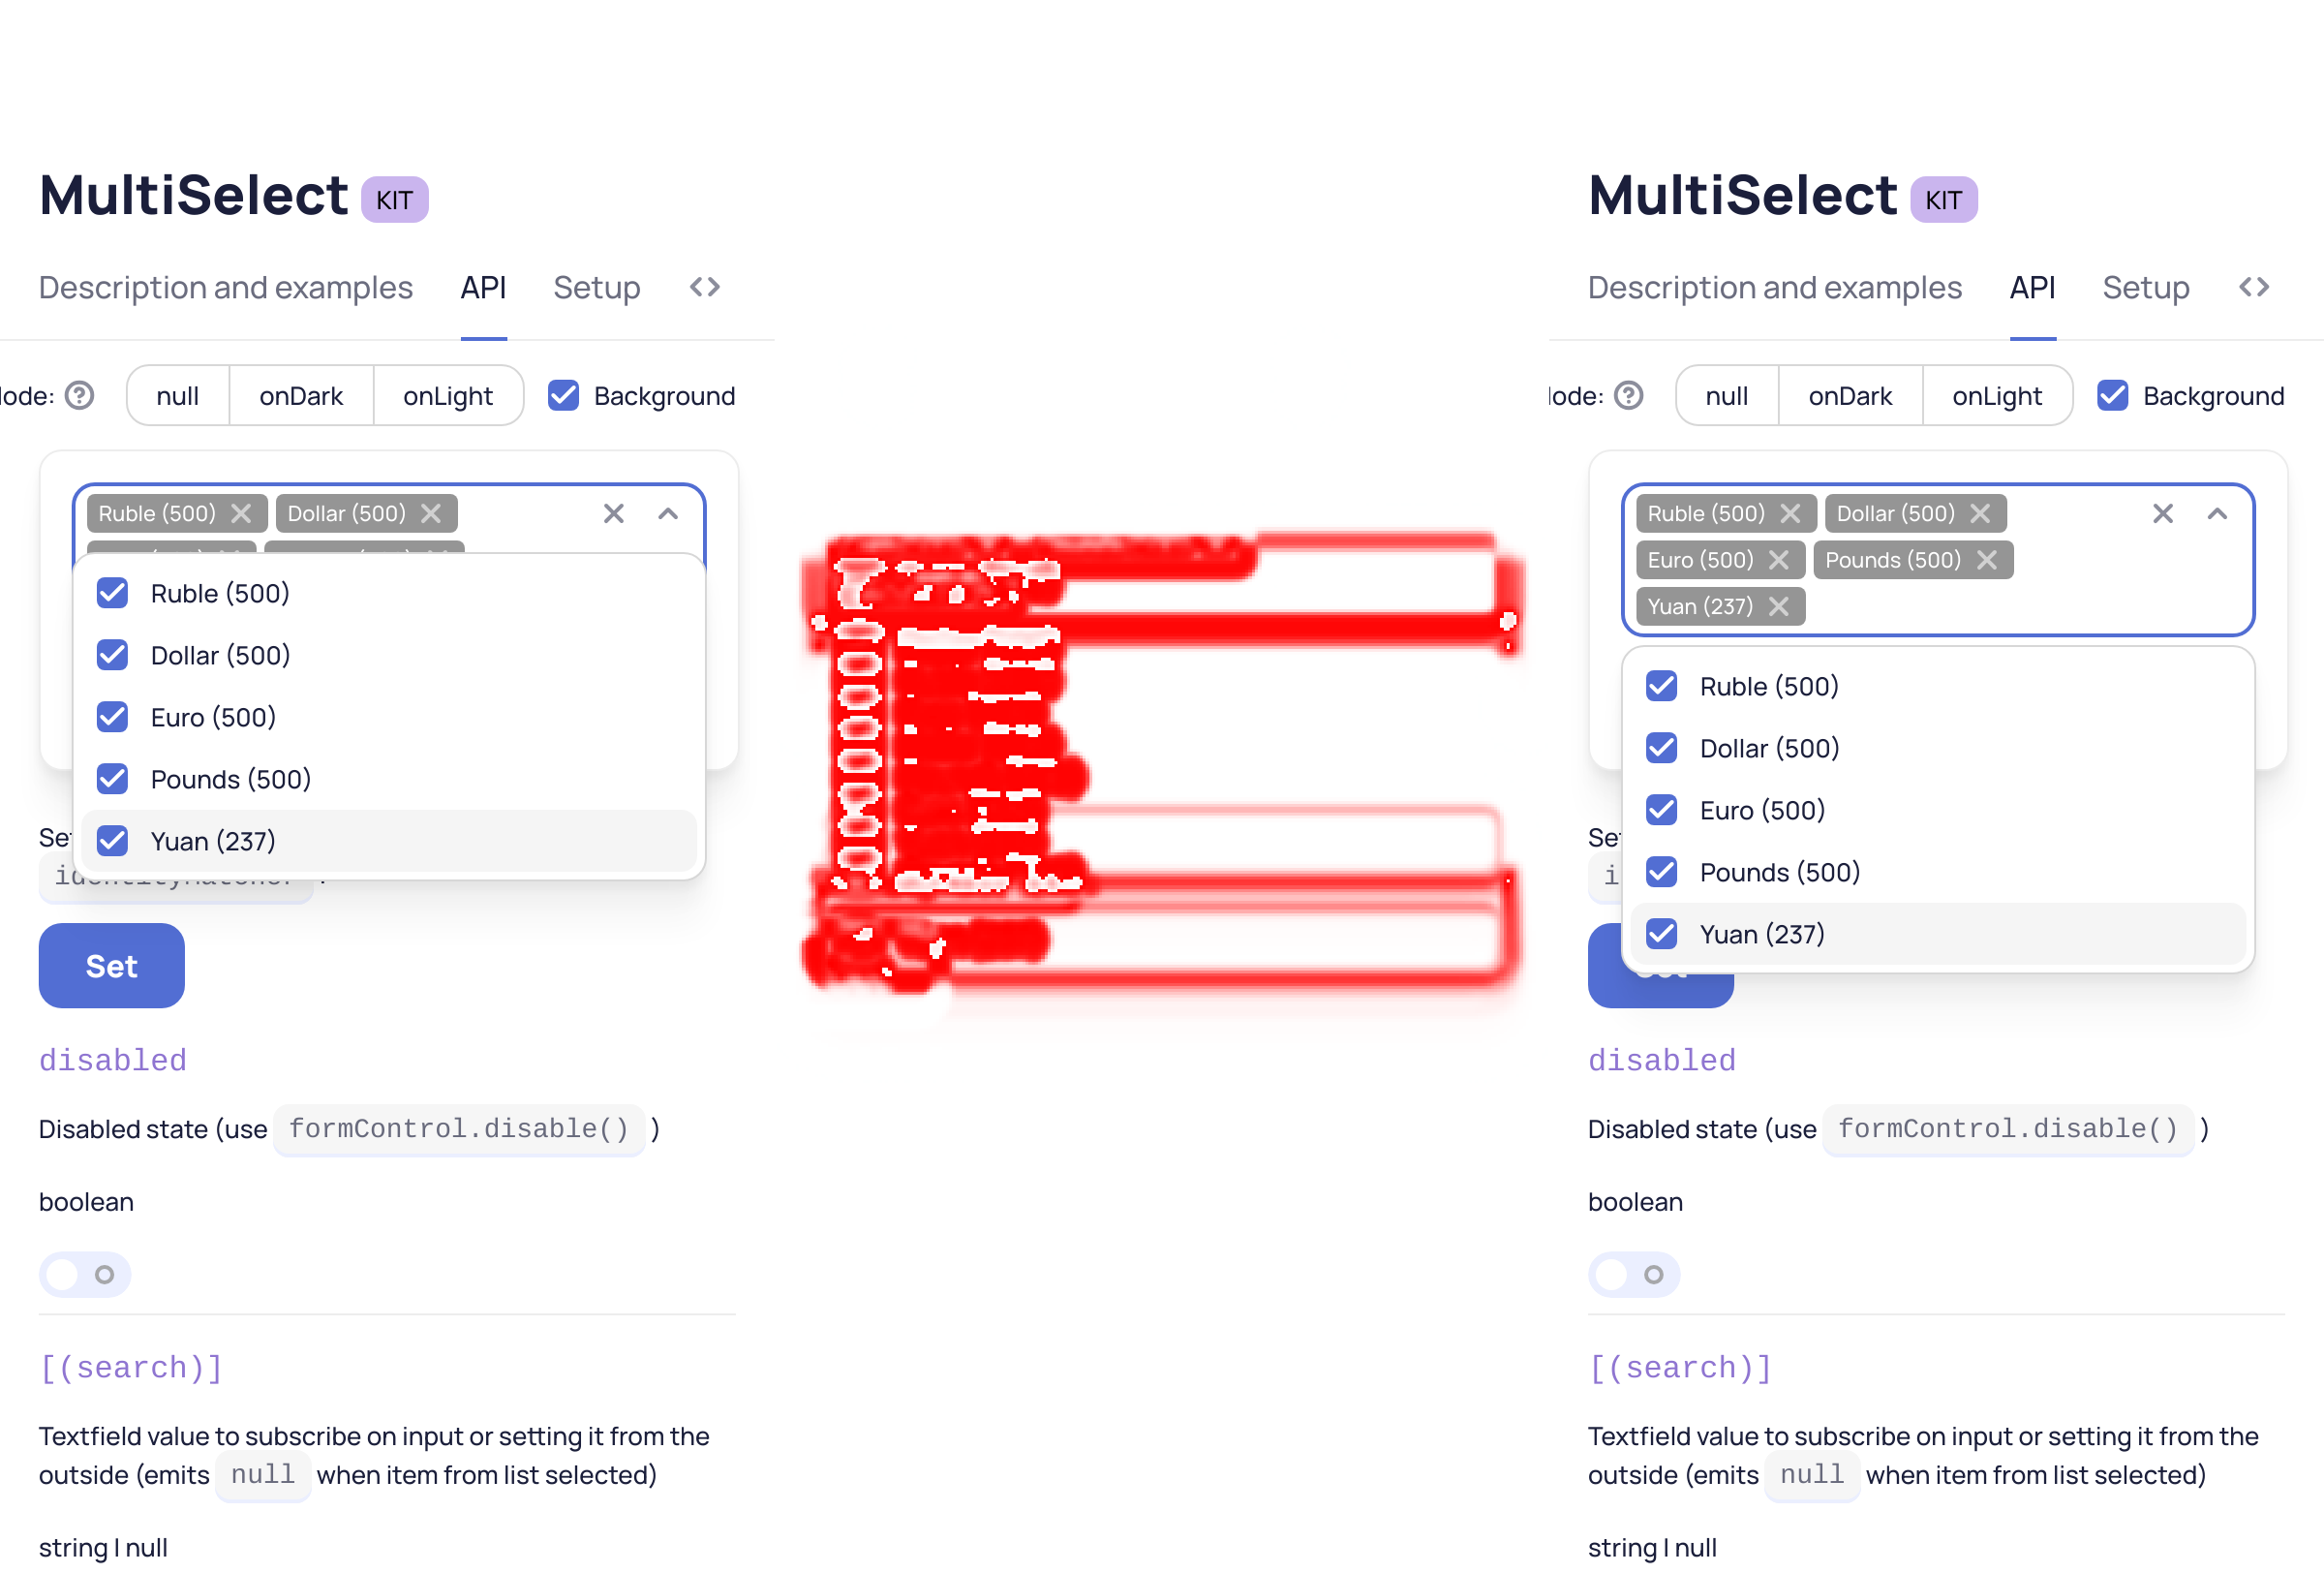 MultiSelect KIT
Description and examples API Setup <>
lode: ? null onDark onLight Background
Ruble (500) Dollar (500)
Ruble (500)
Dollar (500)
Euro (500)
Pounds (500)
Yuan (237)
Set
disabled
Disabled state (use formControl.disable() )
boolean
[(search)]
Textfield value to subscribe on input or setting it from the
outside (emits null when item from list selected)
string | null
MultiSelect KIT
Description and examples API Setup <>
lode: ? null onDark onLight Background
Ruble (500) Dollar (500)
Euro (500) Pounds (500)
Yuan (237)
Ruble (500)
Dollar (500)
Euro (500)
Pounds (500)
Yuan (237)
disabled
Disabled state (use formControl.disable() )
boolean
[(search)]
Textfield value to subscribe on input or setting it from the
outside (emits null when item from list selected)
string | null